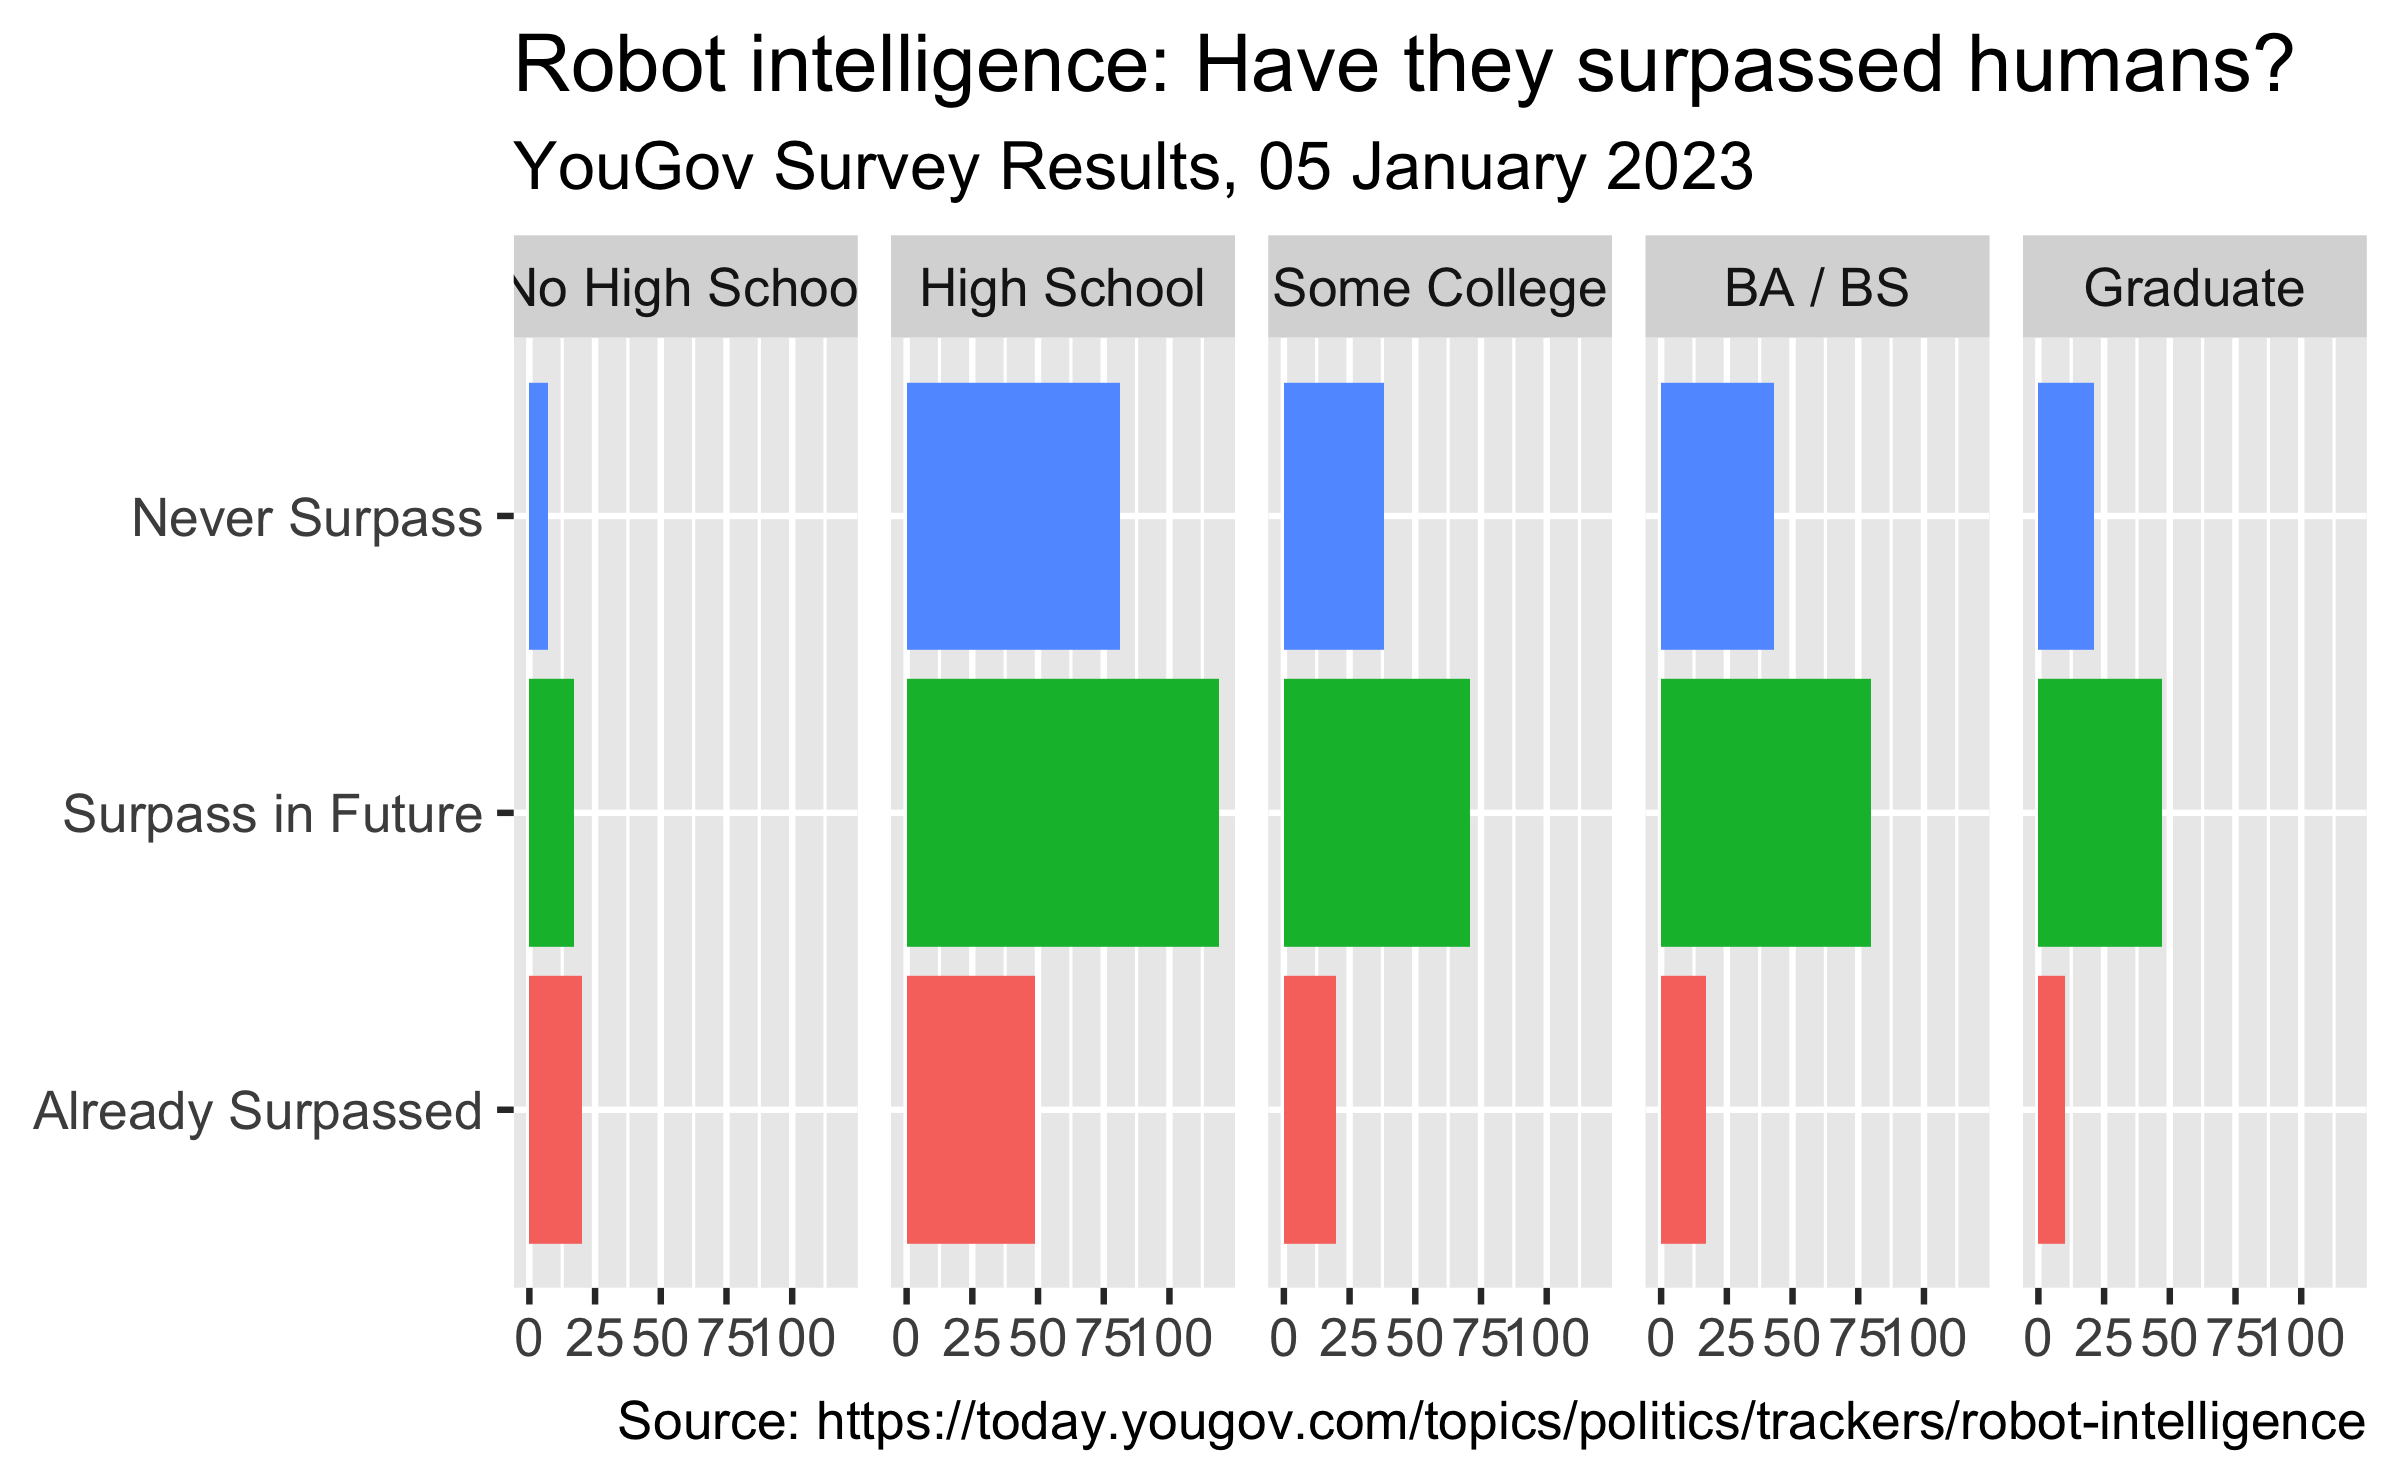 Robot intelligence: Have they surpassed humans?
YouGov Survey Results, 05 January 2023
No High School High School Some College BA / BS Graduate
Never Surpass
Surpass in Future
Already Surpassed
0 25 50 75 100 0 25 50 75 100 0 25 50 75 100 0 25 50 75 100 0 25 50 75 100
Source: https://today.yougov.com/topics/politics/trackers/robot-intelligence